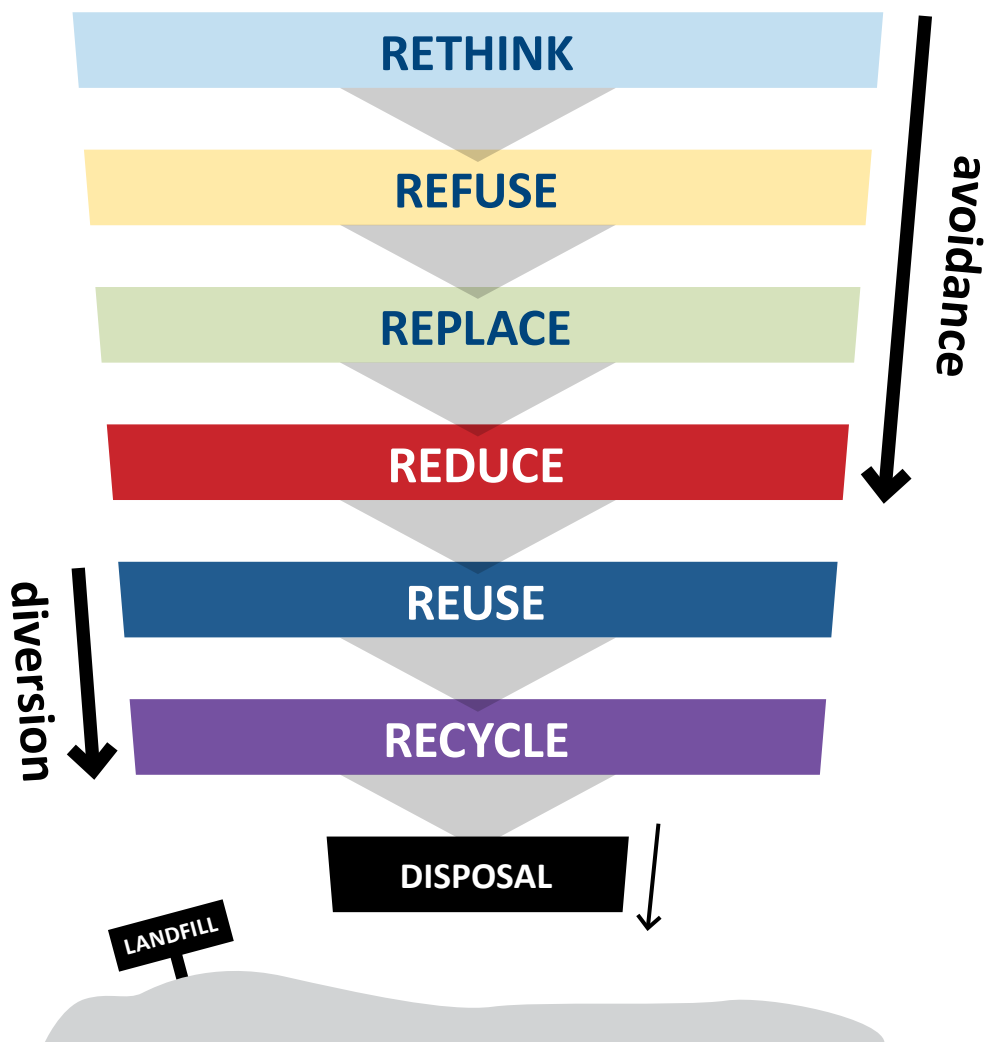 RETHINK
REFUSE
avoidance
REPLACE
REDUCE
REUSE
diversion
RECYCLE
DISPOSAL
LANDFILL